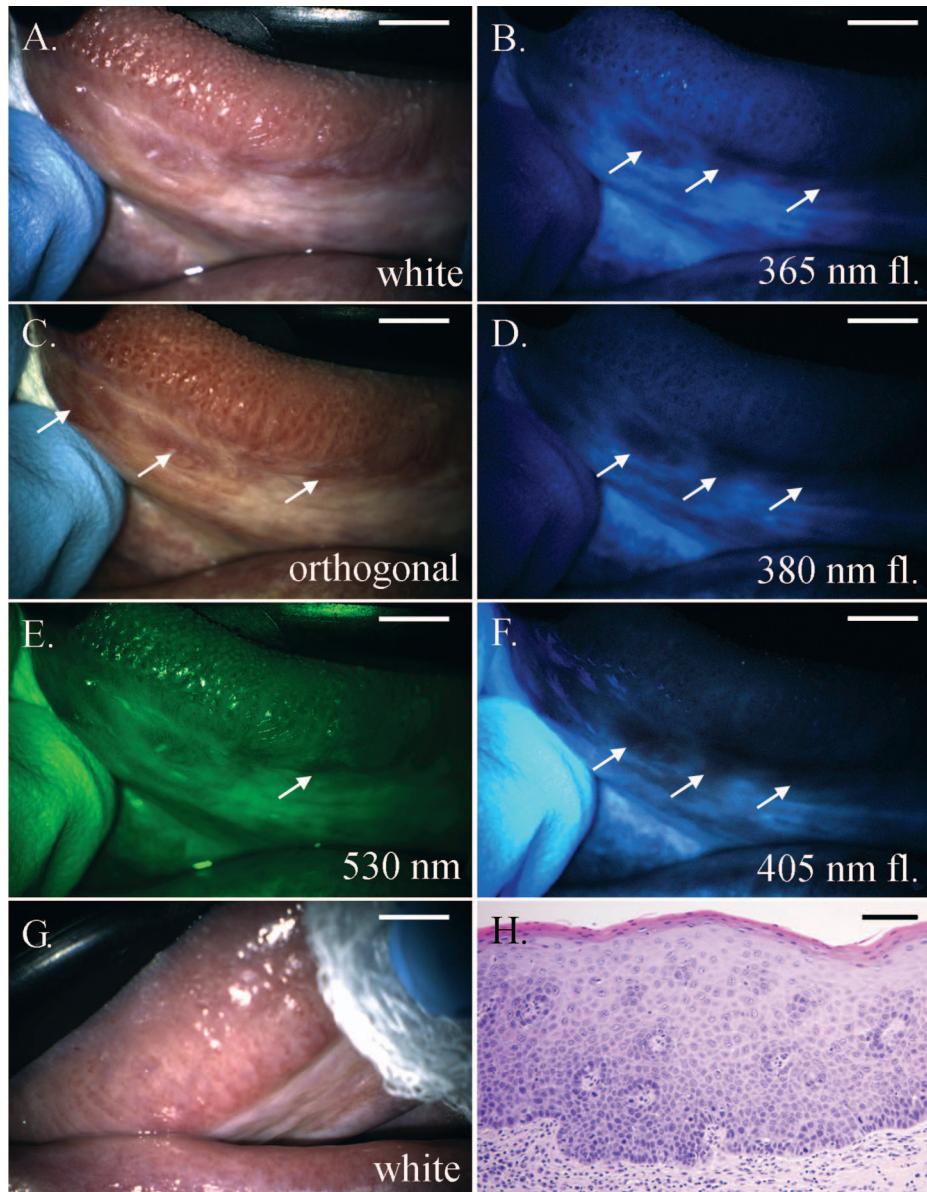 A.
white
B.
365 nm fl.
C.
orthogonal
D.
380 nm fl.
E.
530 nm
F.
405 nm fl.
G.
white
H.